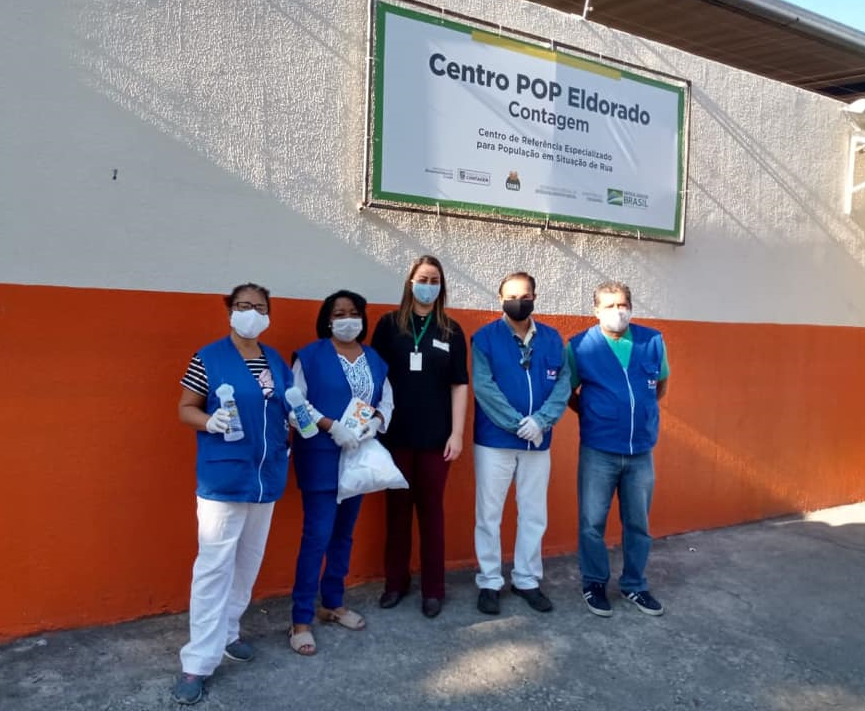 Centro POP Eldorado
Contagem
Centro de Referência Especializado
para População em Situação de Rua
CONTAGEM
BRASIL